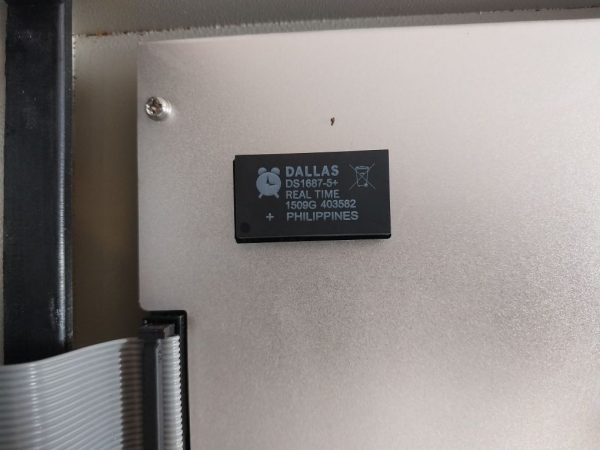 DALLAS
DS1687-5+
REAL TIME
1509G 403582
+ PHILIPPINES